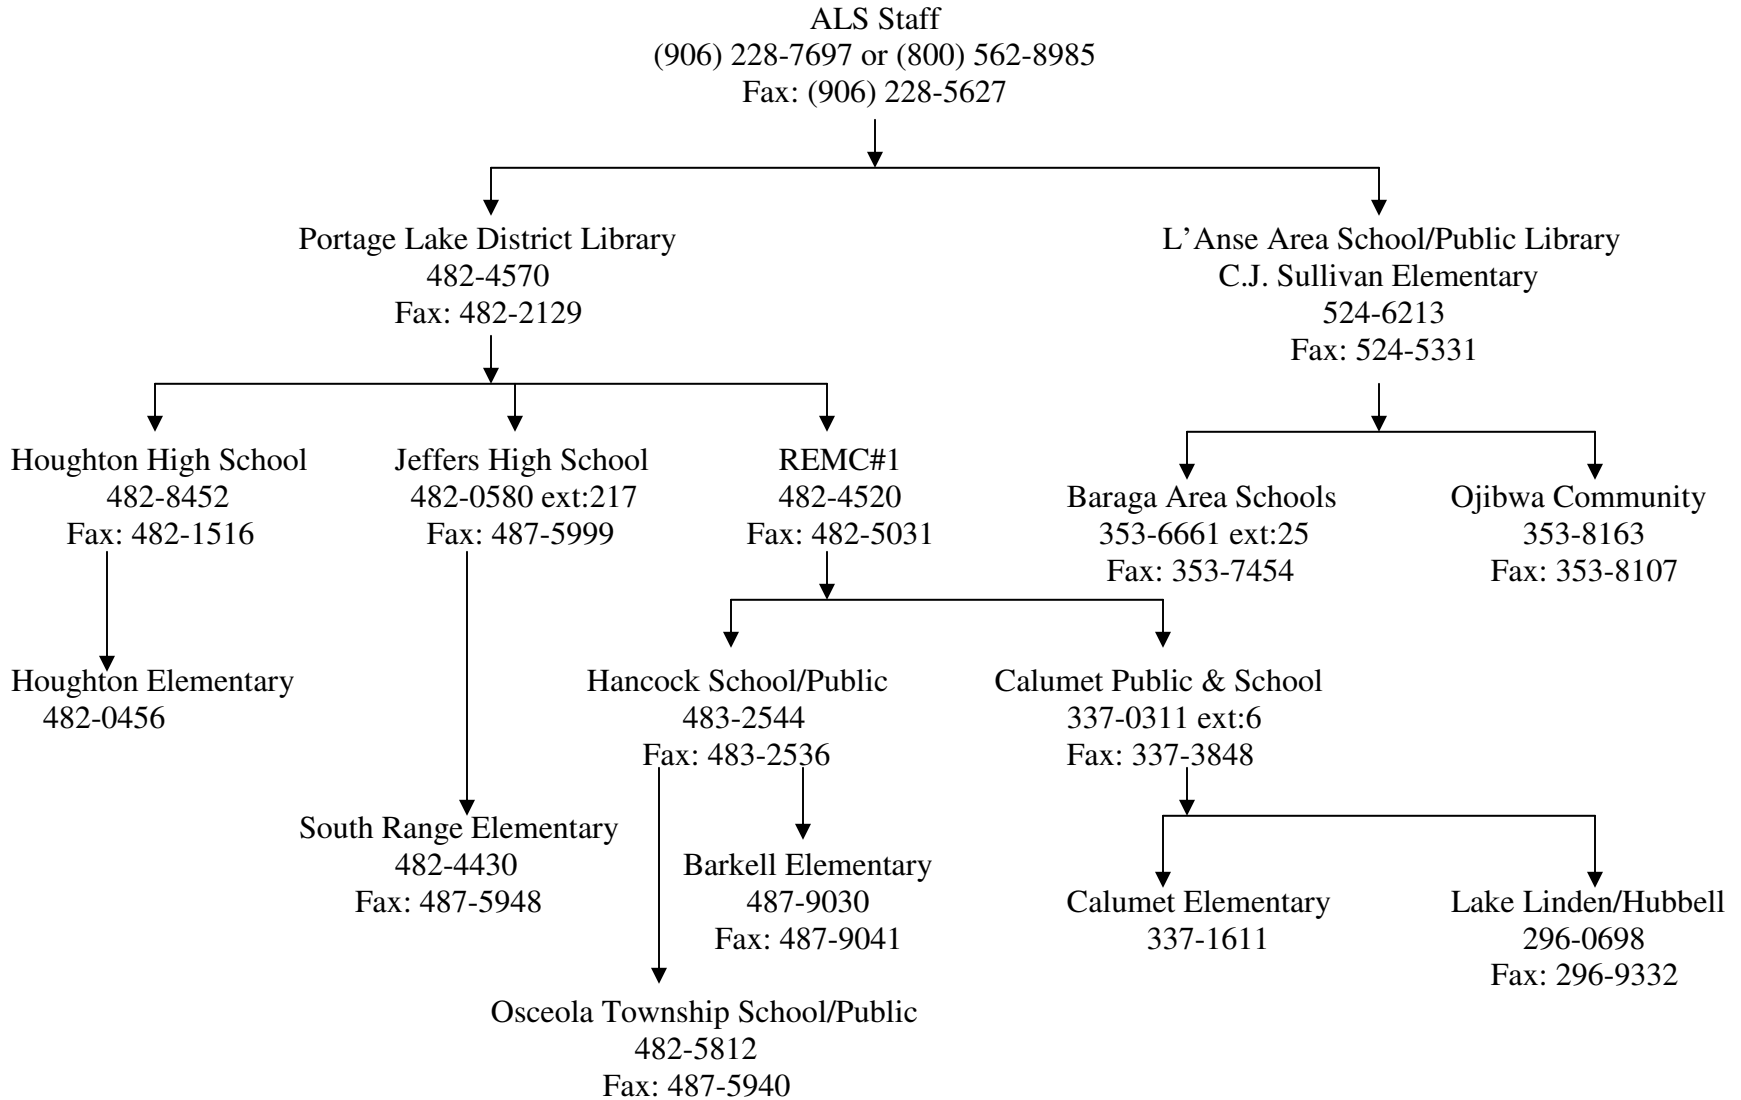 ALS Staff
(906) 228-7697 or (800) 562-8985
Fax: (906) 228-5627
Portage Lake District Library
482-4570
Fax: 482-2129
L’Anse Area School/Public Library
C.J. Sullivan Elementary
524-6213
Fax: 524-5331
Houghton High School
482-8452
Fax: 482-1516
Jeffers High School
482-0580 ext:217
Fax: 487-5999
REMC#1
482-4520
Fax: 482-5031
Baraga Area Schools
353-6661 ext:25
Fax: 353-7454
Ojibwa Community
353-8163
Fax: 353-8107
Houghton Elementary
482-0456
Hancock School/Public
483-2544
Fax: 483-2536
Calumet Public & School
337-0311 ext:6
Fax: 337-3848
South Range Elementary
482-4430
Fax: 487-5948
Barkell Elementary
487-9030
Fax: 487-9041
Calumet Elementary
337-1611
Lake Linden/Hubbell
296-0698
Fax: 296-9332
Osceola Township School/Public
482-5812
Fax: 487-5940